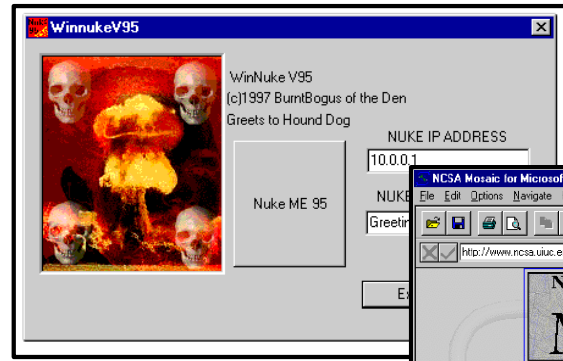 WinnukeV95
WinNuke V95
(c)1997 BurntBogus of the Den
Greets to Hound Dog
NUKE IP ADDRESS
10.0.0.1
Nuke ME 95
NUKE
NCSA Mosaic for Microsof
File Edit Options Navigate
http://www.ncsa.uiuc.e
N
M